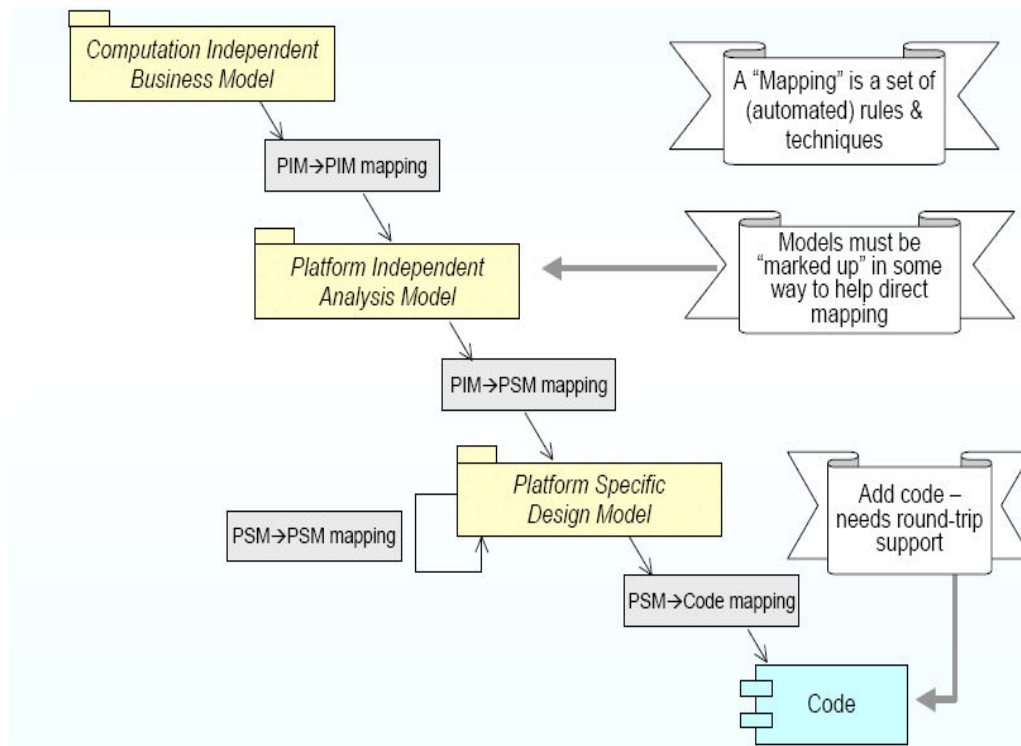 Computation Independent
Business Model
A “Mapping” is a set of
(automated) rules &
techniques
PIM→PIM mapping
Platform Independent
Analysis Model
Models must be
“marked up” in some
way to help direct
mapping
PIM→PSM mapping
Platform Specific
Design Model
Add code –
needs round-trip
support
PSM→PSM mapping
PSM→Code mapping
Code